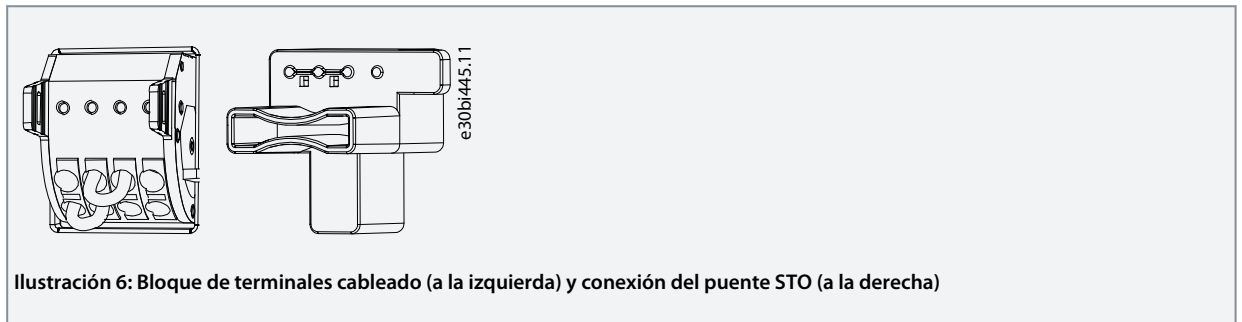 e30bi445.11
Ilustración 6: Bloque de terminales cableado (a la izquierda) y conexión del puente STO (a la derecha)